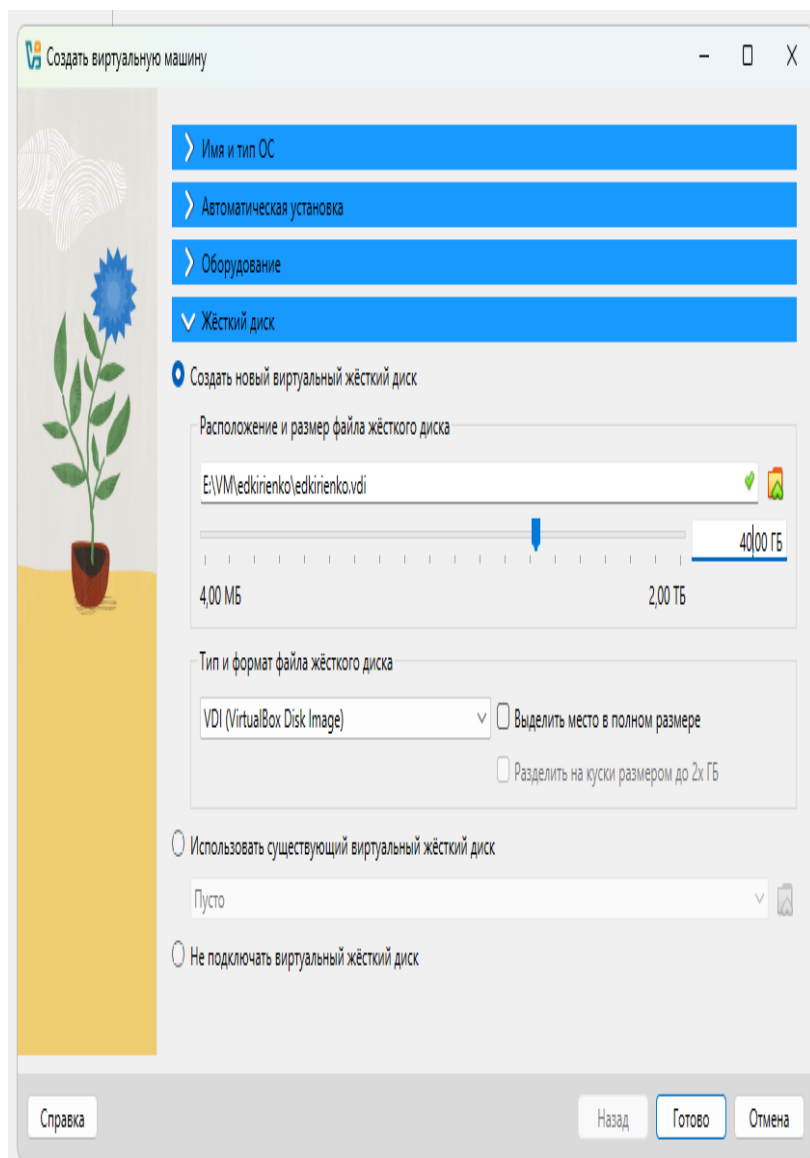 Создать виртуальную машину
Имя и тип ОС
Автоматическая установка
Оборудование
Жёсткий диск
Создать новый виртуальный жёсткий диск
Расположение и размер файла жёсткого диска
E:\VM\edkirienko\edkirienko.vdi
40,00 ГБ
4,00 МБ 2,00 ТБ
Тип и формат файла жёсткого диска
VDI (VirtualBox Disk Image) Выделить место в полном размере
Разделить на куски размером до 2х ГБ
Использовать существующий виртуальный жёсткий диск
Пусто
Не подключать виртуальный жёсткий диск
Справка Назад Готово Отмена